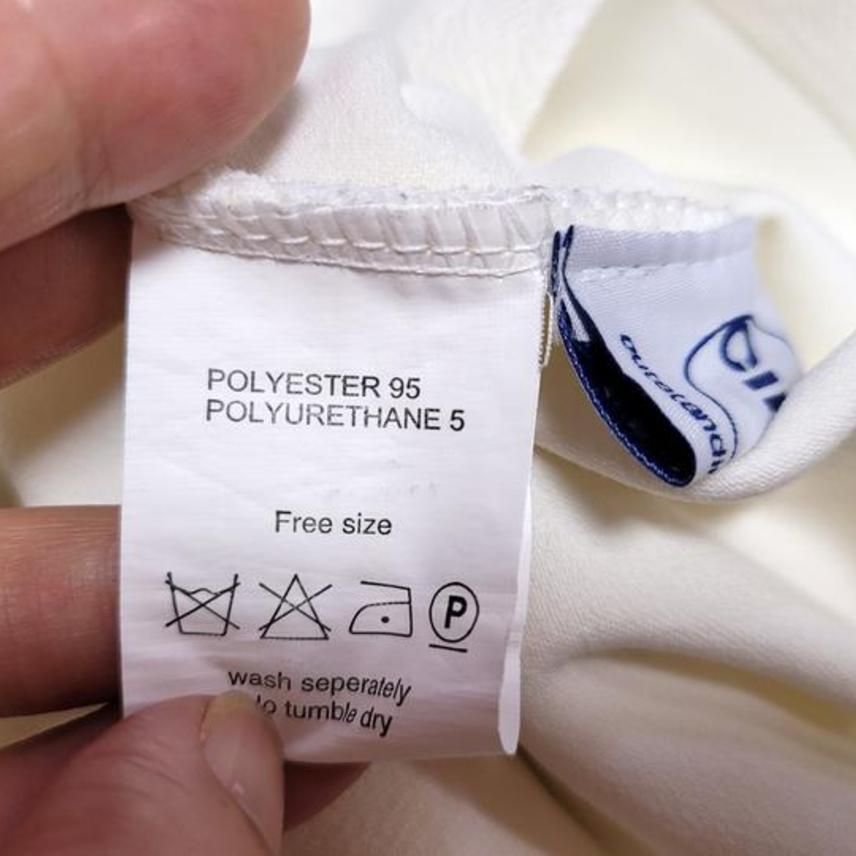 POLYESTER 95
POLYURETHANE 5
Free size
P
wash seperately
tumble dry